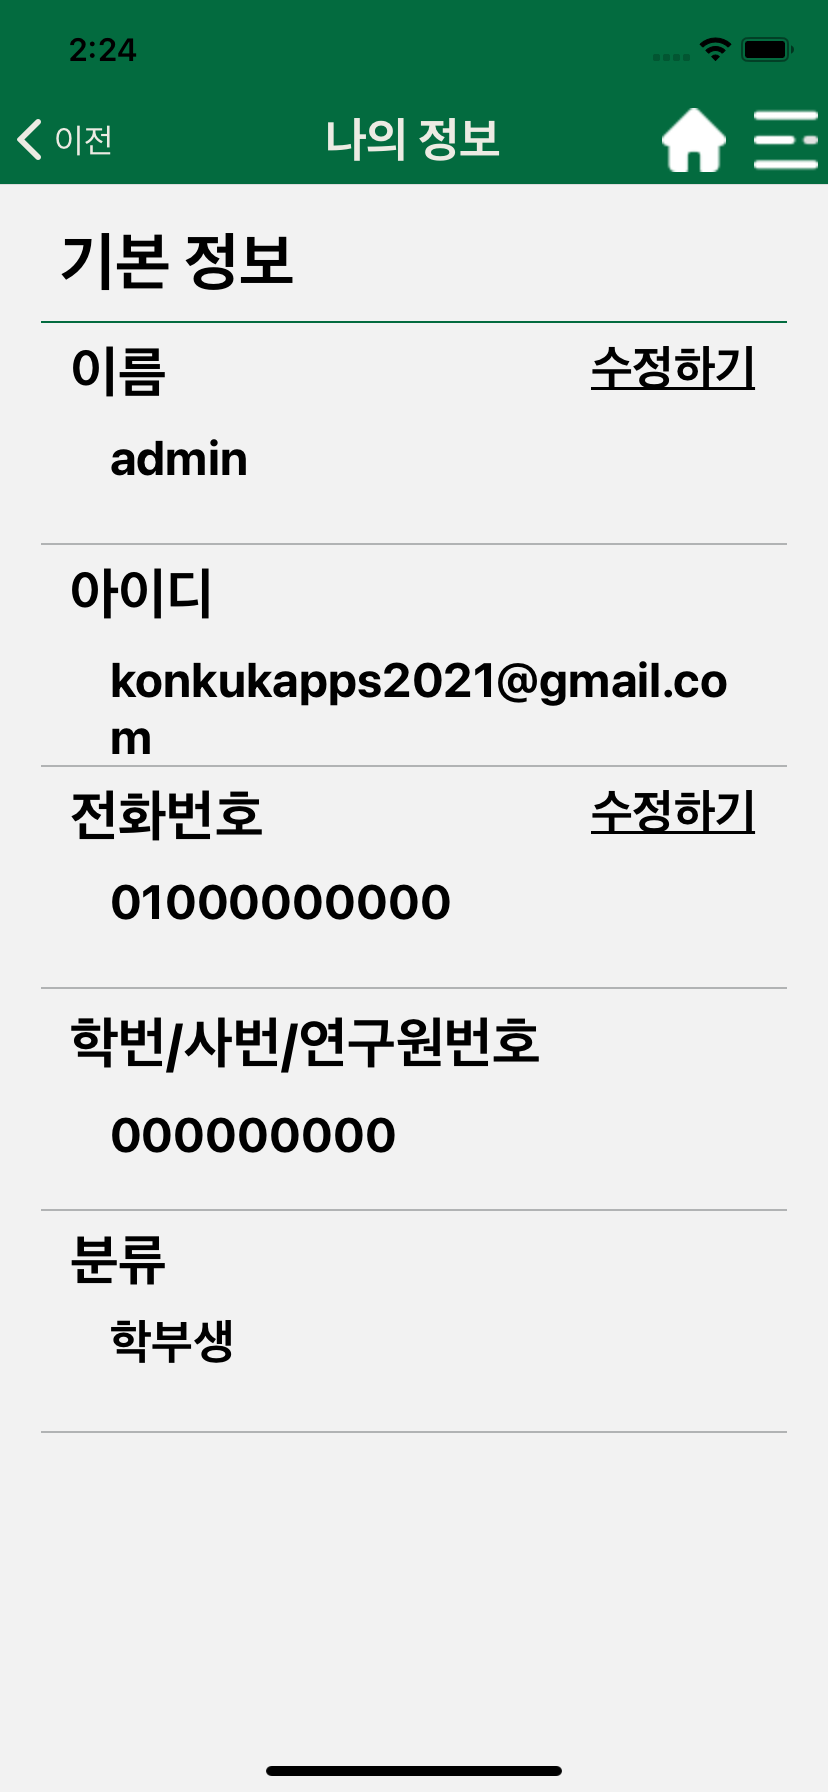 2:24
이전
나의 정보
기본 정보
이름
수정하기
admin
아이디
konkukapps2021@gmail.co
m
전화번호
수정하기
01000000000
학번/사번/연구원번호
000000000
분류
학부생